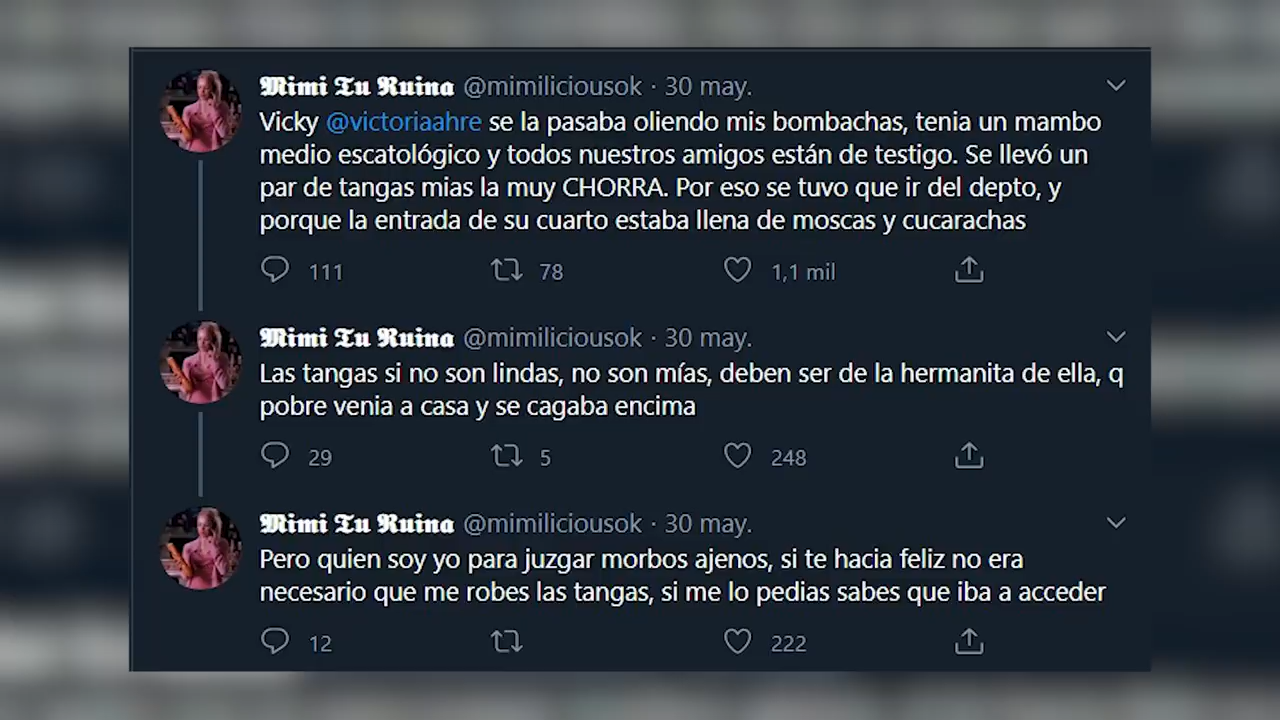 𝕸𝖎𝖒𝖎 𝕿𝖚 𝕽𝖚𝖎𝖓𝖆 @mimiliciousok · 30 may.
Vicky @victoriaahre se la pasaba oliendo mis bombachas, tenia un mambo
medio escatológico y todos nuestros amigos están de testigo. Se llevó un
par de tangas mias la muy CHORRA. Por eso se tuvo que ir del depto, y
porque la entrada de su cuarto estaba llena de moscas y cucarachas
111 78 1,1 mil
𝕸𝖎𝖒𝖎 𝕿𝖚 𝕽𝖚𝖎𝖓𝖆 @mimiliciousok · 30 may.
Las tangas si no son lindas, no son mías, deben ser de la hermanita de ella, q
pobre venia a casa y se cagaba encima
29 5 248
𝕸𝖎𝖒𝖎 𝕿𝖚 𝕽𝖚𝖎𝖓𝖆 @mimiliciousok · 30 may.
Pero quien soy yo para juzgar morbos ajenos, si te hacia feliz no era
necesario que me robes las tangas, si me lo pedias sabes que iba a acceder
12 222